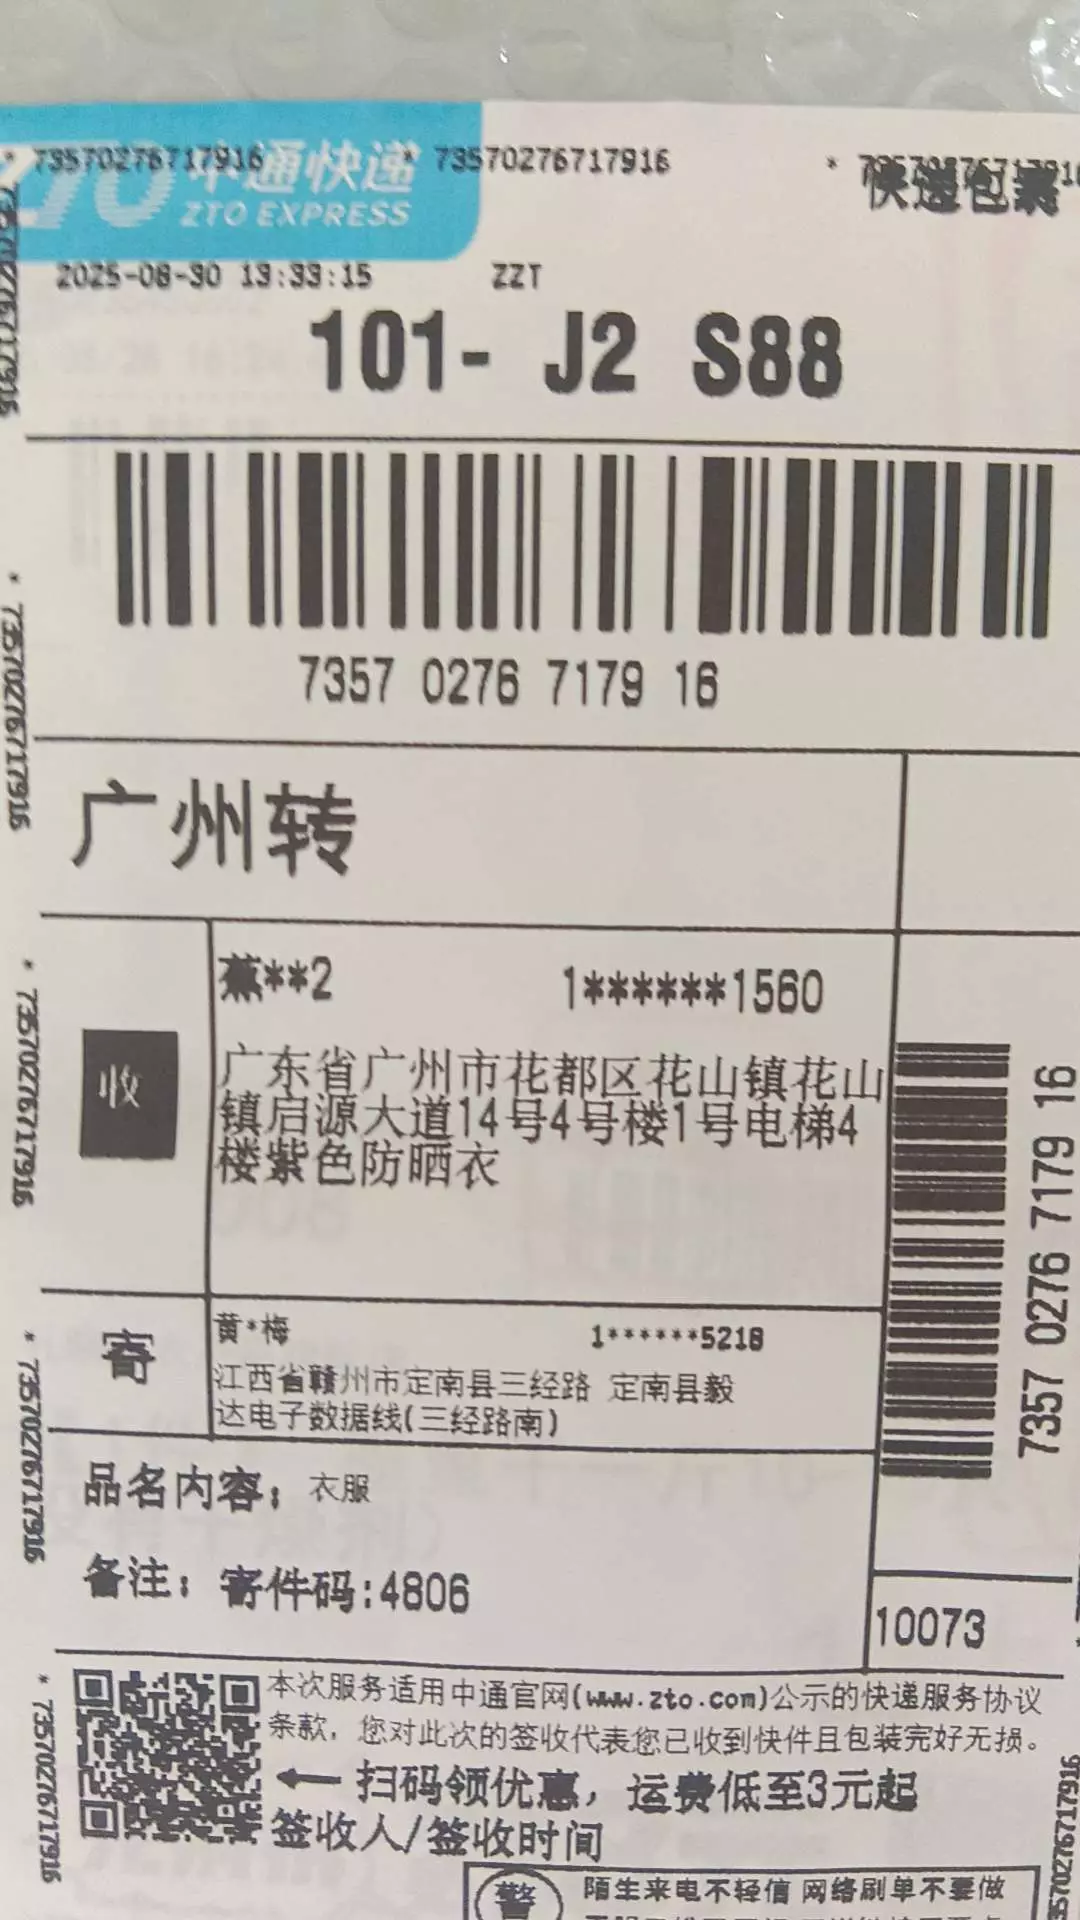 * 73570276717916 * 73570276717916 * 73570276717916
ZTO 中通快递
ZTO EXPRESS
快递包裹
2025-08-30 13:33:15 ZZT
101- J2 S88
7357 0276 7179 16
广州转
收
蕉**2 1******1560
广东省广州市花都区花山镇花山
镇启源大道14号4号楼1号电梯4
楼紫色防晒衣
寄
黄*梅 1******5218
江西省赣州市定南县三经路 定南县毅
达电子数据线(三经路南)
7357 0276 7179 16
品名内容: 衣服
备注: 寄件码:4806
10073
本次服务适用中通官网(www.zto.com)公示的快递服务协议
条款，您对此次的签收代表您已收到快件且包装完好无损。
扫码领优惠，运费低至3元起
签收人/签收时间
警
陌生来电不轻信 网络刷单不要做
73570276717916
* 73570276717916
* 73570276717916
* 73570276717916
* 73570276717916